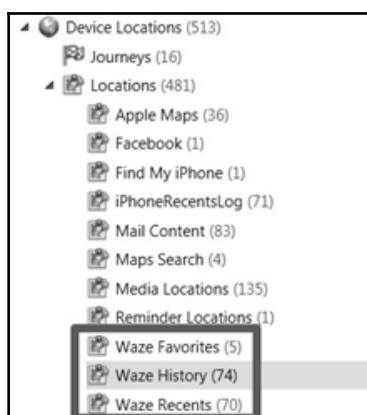 Device Locations (513)
Journeys (16)
Locations (481)
Apple Maps (36)
Facebook (1)
Find My iPhone (1)
iPhoneRecentsLog (71)
Mail Content (83)
Maps Search (4)
Media Locations (135)
Reminder Locations (1)
Waze Favorites (5)
Waze History (74)
Waze Recents (70)